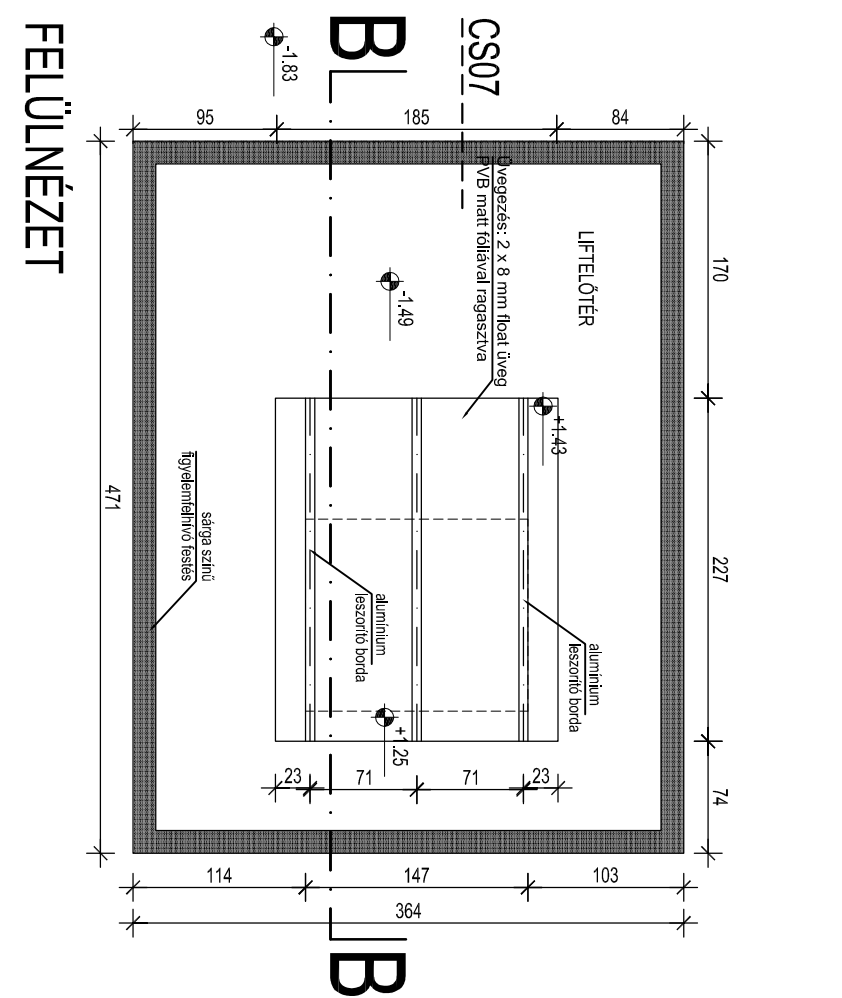 FELÜLNÉZET
B
CS07
-1.83
95
185
84
Üvegezés: 2 x 8 mm float üveg
PVB matt fóliával ragasztva
LIFTELŐTÉR
-1.49
+1.43
170
227
74
471
sárga színű
figyelemfelhívó festés
alumínium
leszorító borda
alumínium
leszorító borda
+1.25
23
71
71
23
114
147
103
364
B